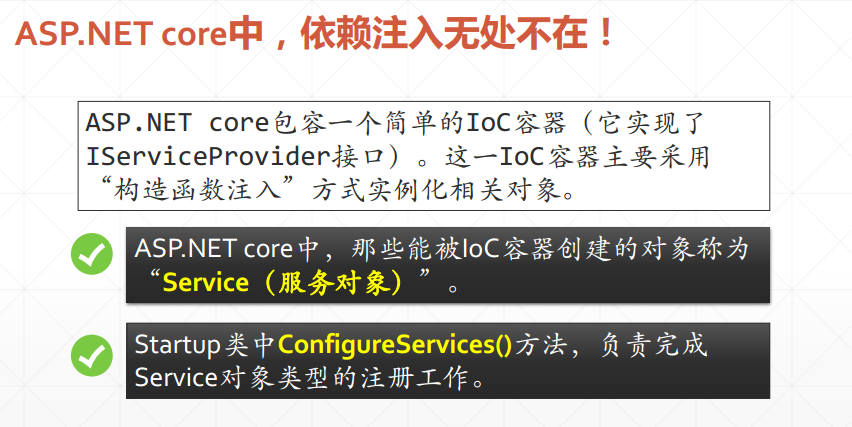 ASP.NET core中，依赖注入无处不在！
ASP.NET core包容一个简单的IoC容器（它实现了
IServiceProvider接口）。这一IoC容器主要采用
“构造函数注入”方式实例化相关对象。
ASP.NET core中，那些能被IoC容器创建的对象称为
“Service（服务对象）”。
Startup类中ConfigureServices()方法，负责完成
Service对象类型的注册工作。